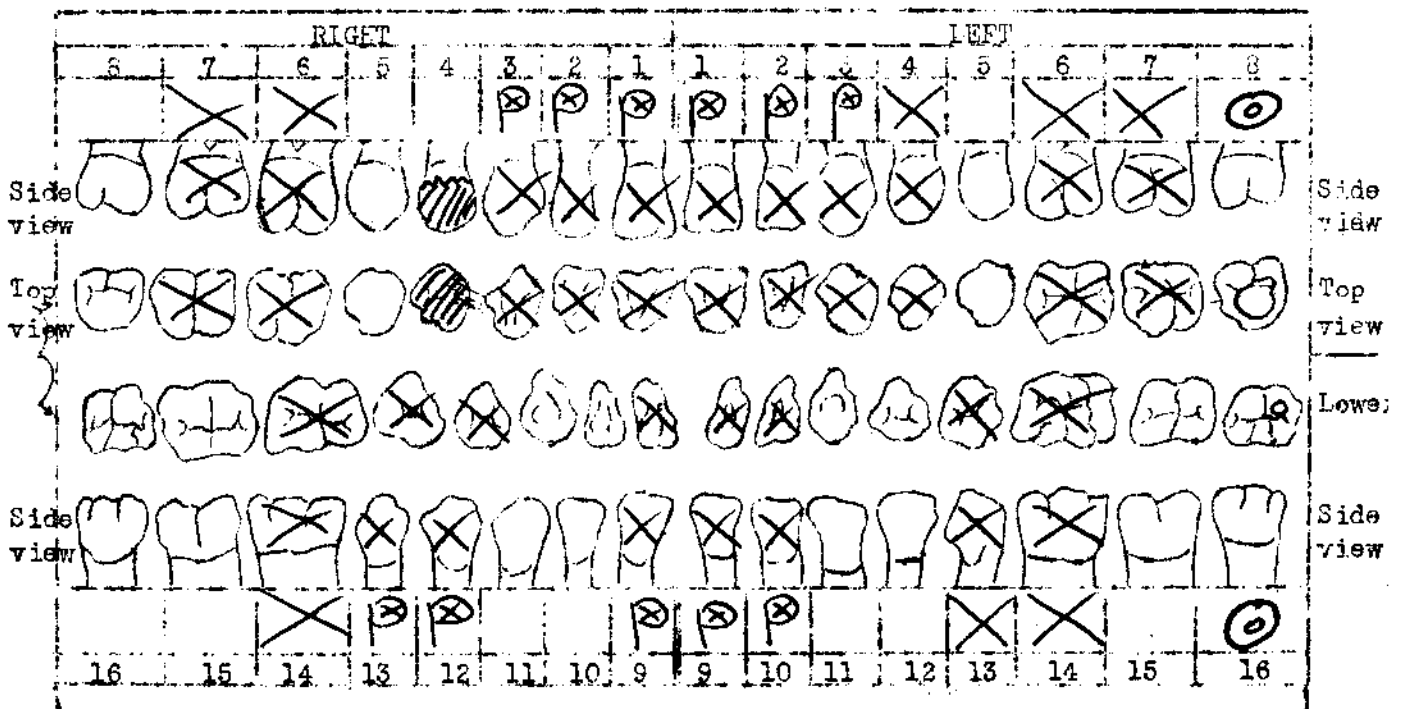 RIGHT LEFT
8 7 6 5 4 3 2 1 1 2 3 4 5 6 7 8
X X P⊗ P⊗ P⊗ P⊗ P⊗ P⊗ X X X
Side view Side view
Top view Top view
Lower
Side view Side view
X P⊗ P⊗ P⊗ P⊗ P⊗ X X
16 15 14 13 12 11 10 9 9 10 11 12 13 14 15 16